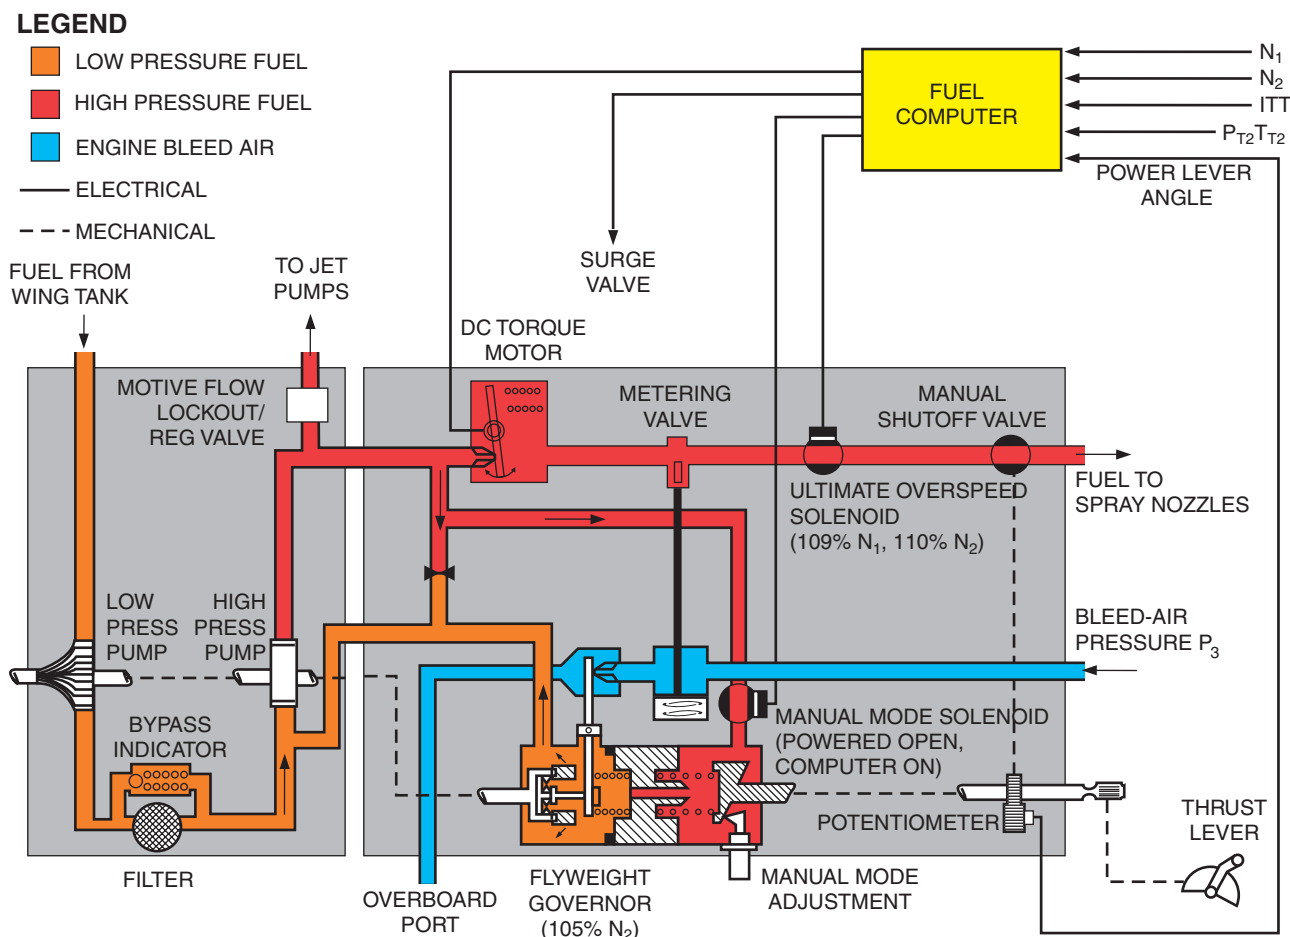 LEGEND
LOW PRESSURE FUEL
HIGH PRESSURE FUEL
ENGINE BLEED AIR
ELECTRICAL
MECHANICAL
FUEL
COMPUTER
N1
N2
ITT
PT2TT2
POWER LEVER
ANGLE
SURGE
VALVE
FUEL FROM
WING TANK
TO JET
PUMPS
DC TORQUE
MOTOR
MOTIVE FLOW
LOCKOUT/
REG VALVE
METERING
VALVE
MANUAL
SHUTOFF VALVE
FUEL TO
SPRAY NOZZLES
ULTIMATE OVERSPEED
SOLENOID
(109% N1, 110% N2)
LOW
PRESS
PUMP
HIGH
PRESS
PUMP
BLEED-AIR
PRESSURE P3
BYPASS
INDICATOR
MANUAL MODE SOLENOID
(POWERED OPEN,
COMPUTER ON)
POTENTIOMETER
THRUST
LEVER
FILTER
OVERBOARD
PORT
FLYWEIGHT
GOVERNOR
(105% N2)
MANUAL MODE
ADJUSTMENT